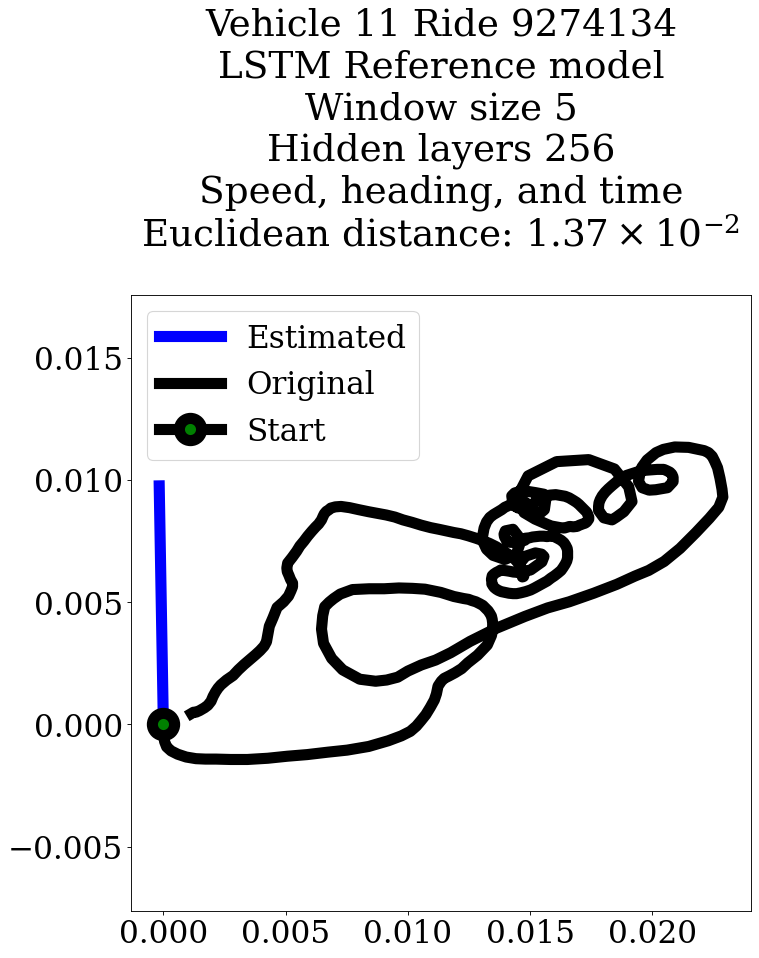 Vehicle 11 Ride 9274134
LSTM Reference model
Window size 5
Hidden layers 256
Speed, heading, and time
Euclidean distance: 1.37 × 10⁻²
Estimated
Original
Start
0.015
0.010
0.005
0.000
−0.005
0.000 0.005 0.010 0.015 0.020